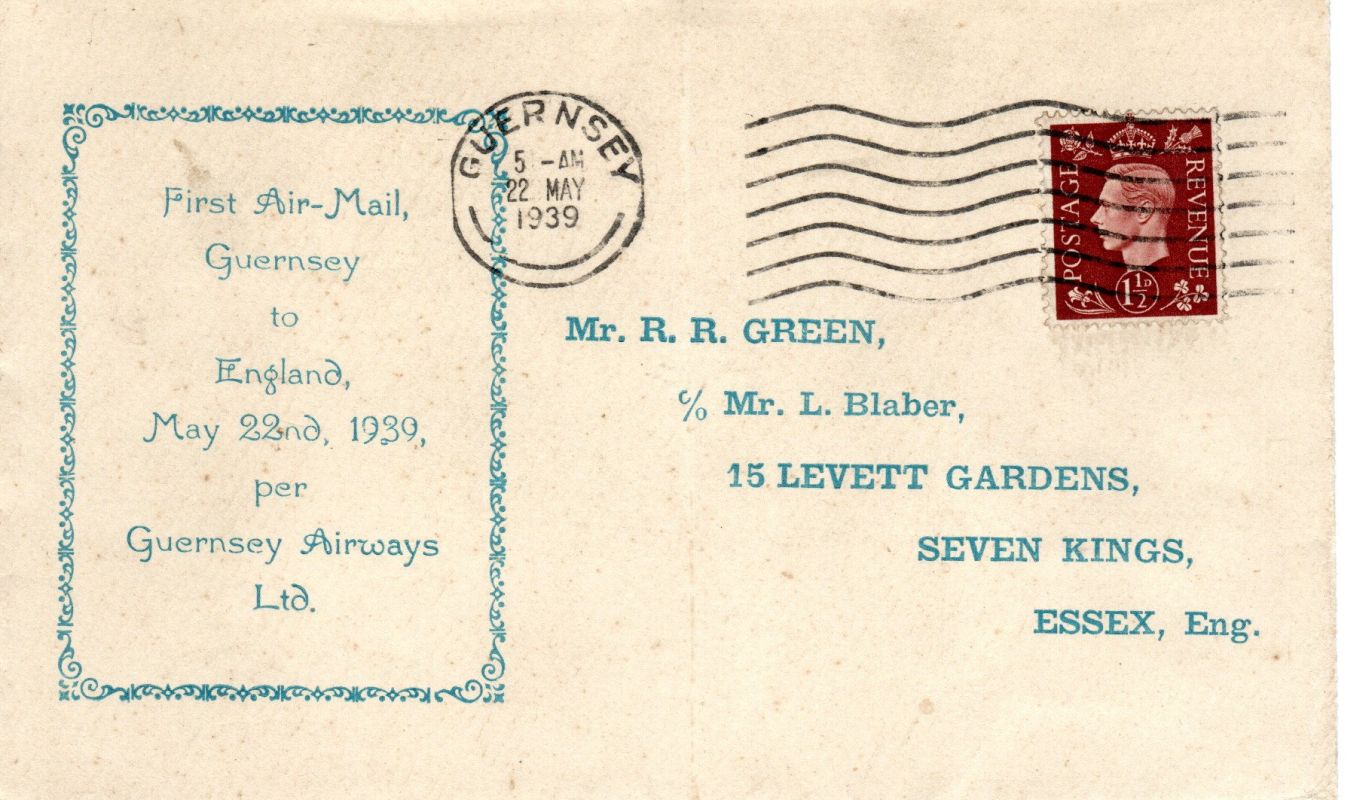 First Air-Mail,
Guernsey
to
England,
May 22nd, 1939,
per
Guernsey Airways
Ltd.
GUERNSEY
5 -AM
22 MAY
1939
POSTAGE
REVENUE
1½D
Mr. R. R. GREEN,
c/o Mr. L. Blaber,
15 LEVETT GARDENS,
SEVEN KINGS,
ESSEX, Eng.